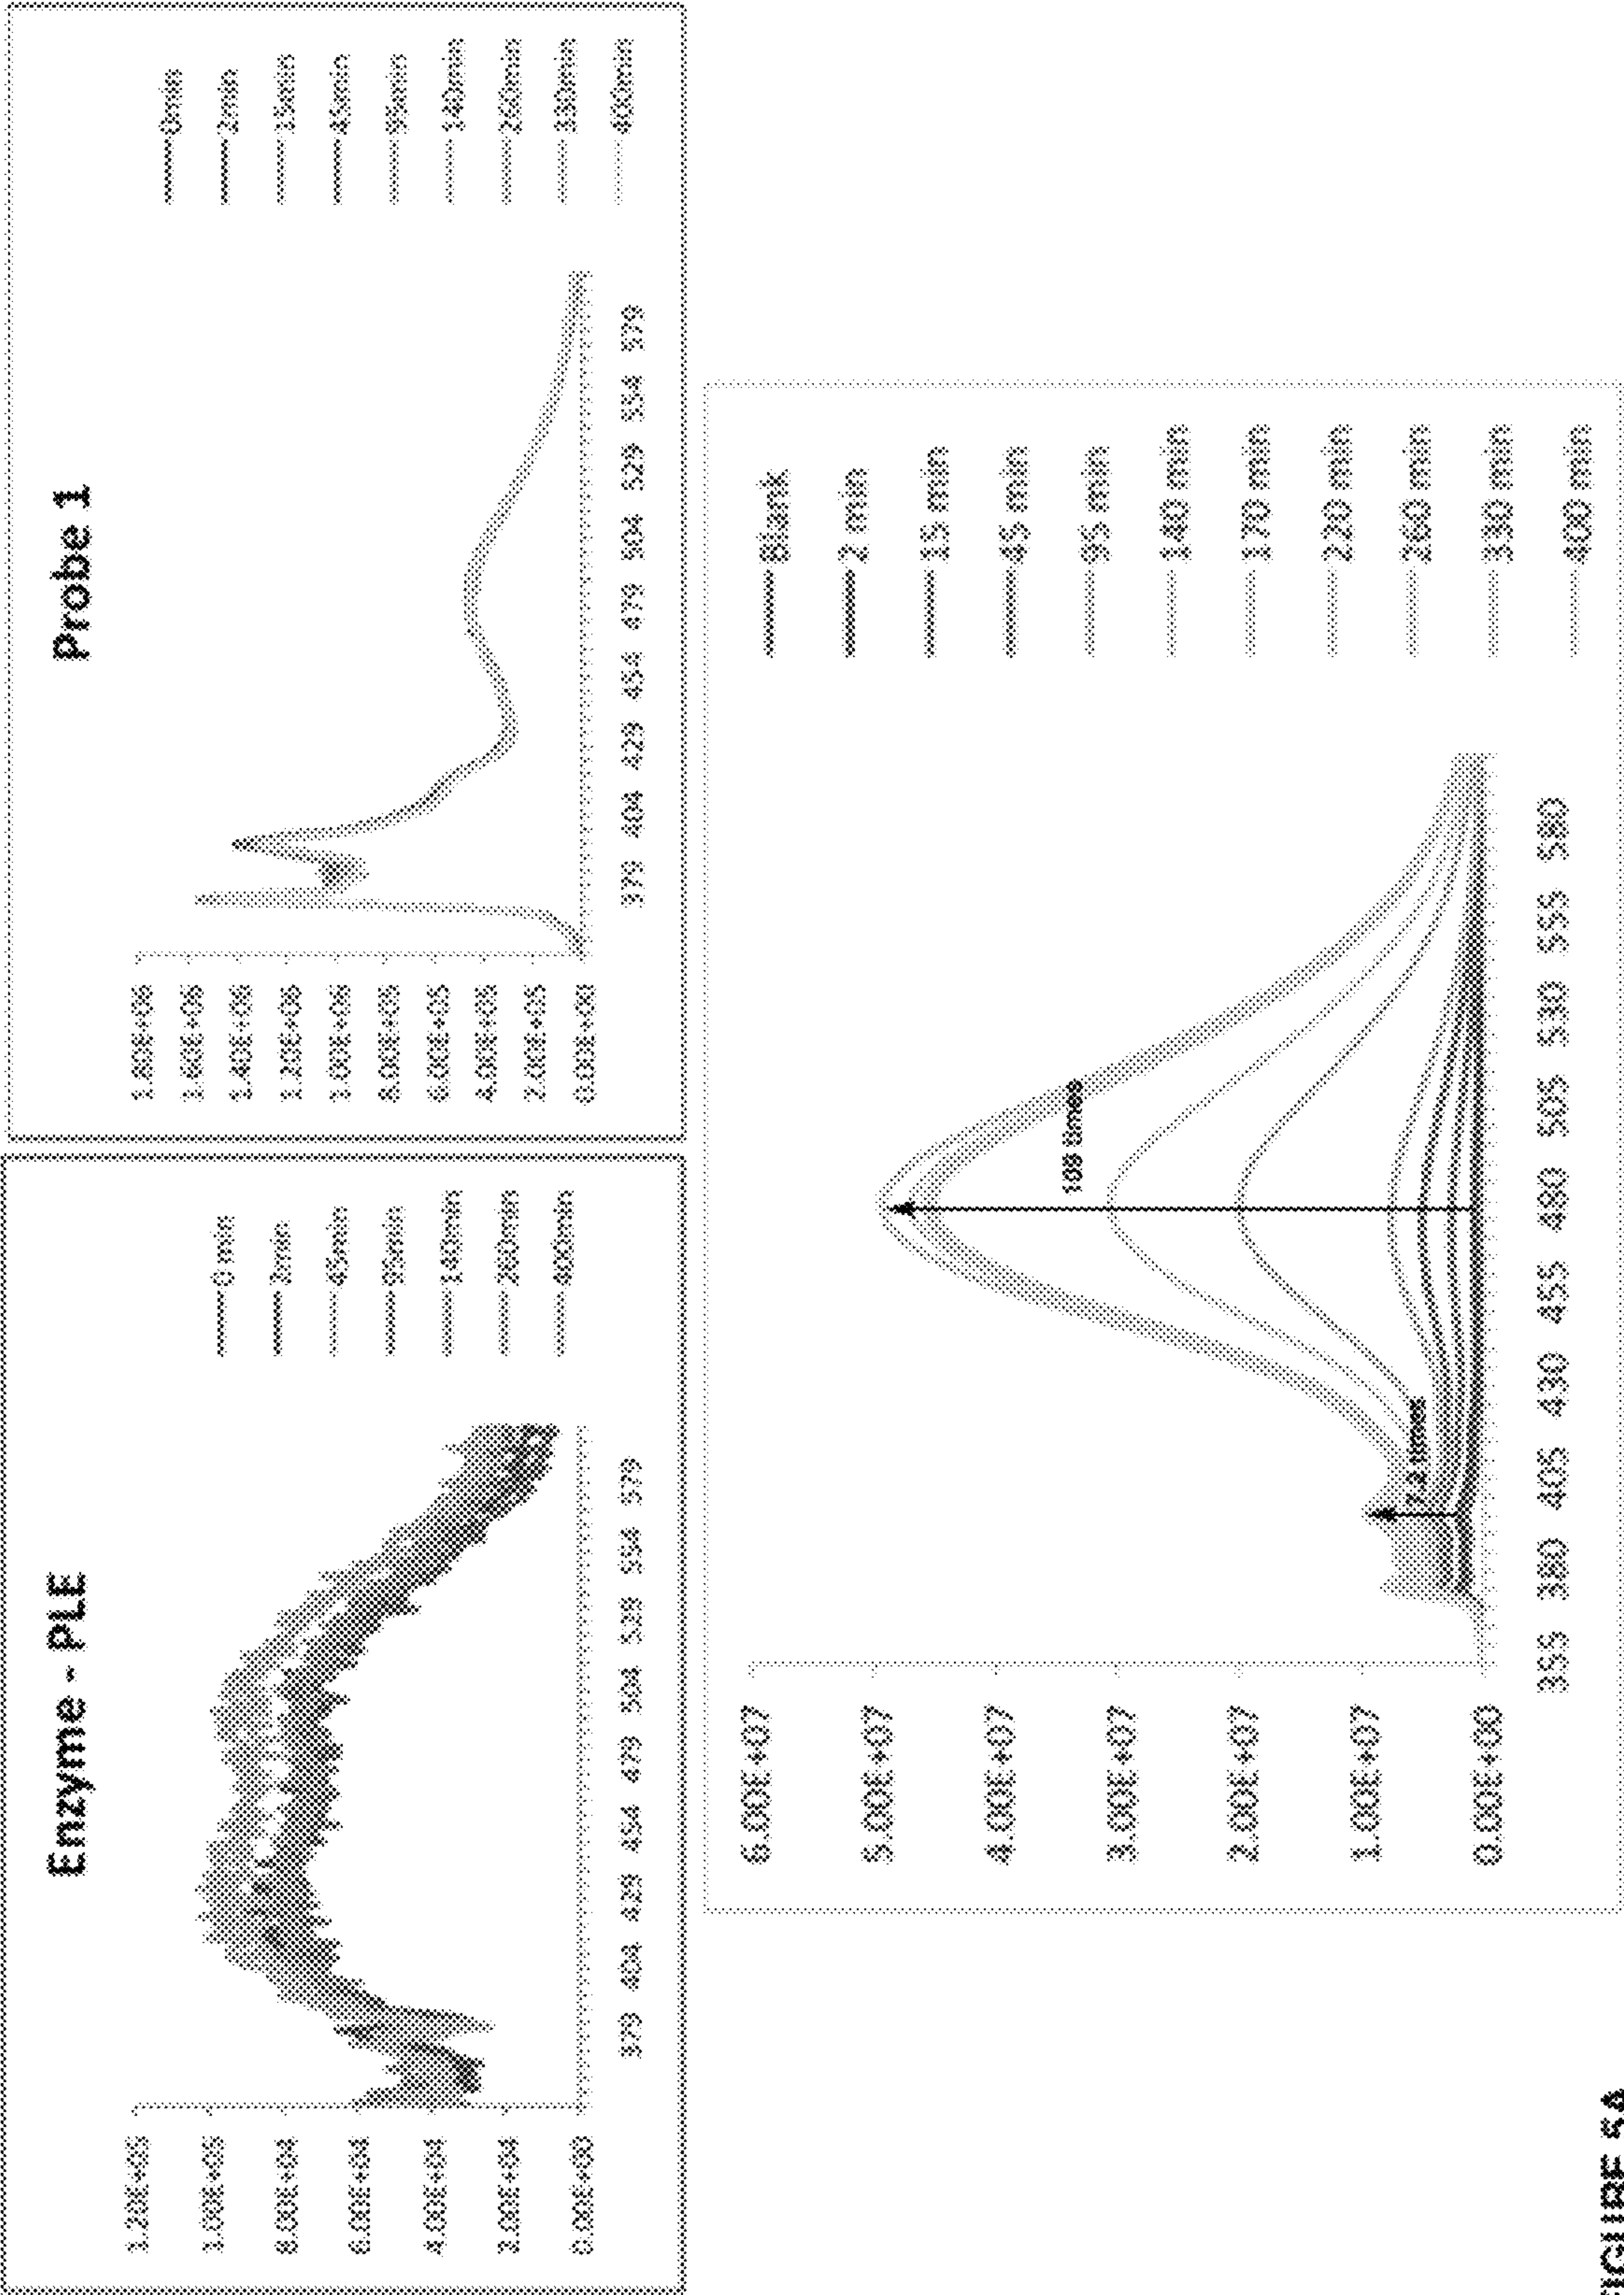 Enzyme - PLE
1.20E+05
1.00E+05
8.00E+04
6.00E+04
4.00E+04
0.00E+00
379 404 429 454 479 504 529 554 579
0 min
2min
45min
95min
140min
260min
400min
Probe 1
1.80E+06
1.60E+06
1.40E+06
1.20E+06
1.00E+06
8.00E+05
6.00E+05
4.00E+05
2.00E+05
0.00E+00
379 404 429 454 479 504 529 554 579
0min
2min
15min
45min
95min
140min
260min
330min
400min
6.00E+07
5.00E+07
4.00E+07
3.00E+07
2.00E+07
1.00E+07
0.00E+00
355 380 405 430 455 480 505 530 555 580
108 times
7.2 times
Blank
2 min
15 min
45 min
95 min
140 min
170 min
220 min
260 min
330 min
400 min
IGURE 5A